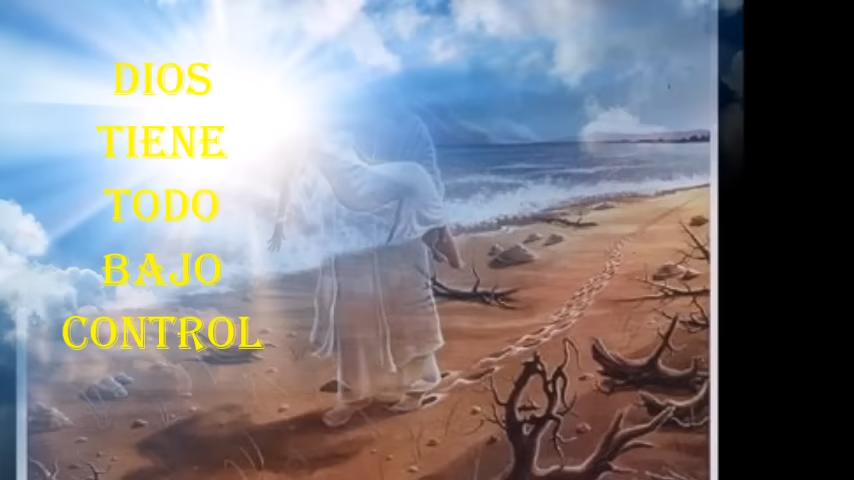 DIOS
TIENE
TODO
BAJO
CONTROL